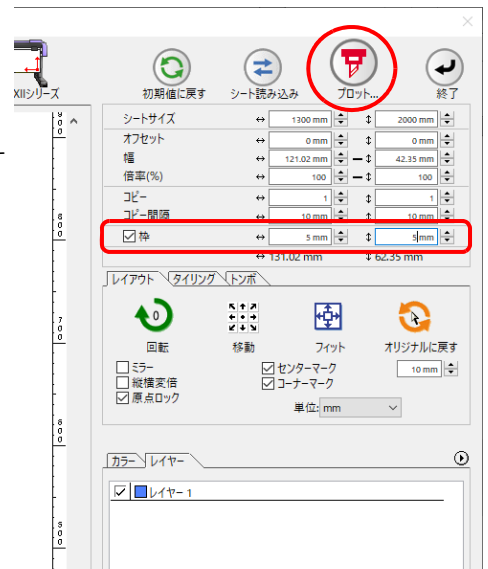 XIIシリーズ
初期値に戻す シート読み込み プロット... 終了
シートサイズ 1300 mm 2000 mm
オフセット 0 mm 0 mm
幅 121.02 mm 42.35 mm
倍率(%) 100 100
コピー 1 1
コピー間隔 10 mm 10 mm
枠 5 mm 5 mm
131.02 mm 62.35 mm
レイアウト タイリング トンボ
0
回転 移動 フィット オリジナルに戻す
ミラー センターマーク 10 mm
縦横変倍 コーナーマーク
原点ロック
単位: mm
カラー レイヤー
レイヤー 1
900
800
700
600
500